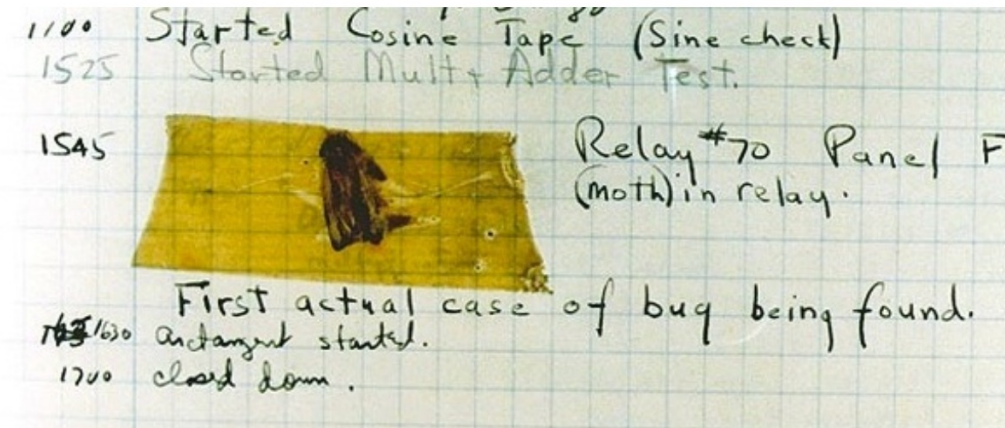 1100 Started Cosine Tape (Sine check)
1525 Started Mult + Adder Test.
1545 Relay #70 Panel F
(moth) in relay.
First actual case of bug being found.
1630 arctangent started.
1700 closed down.